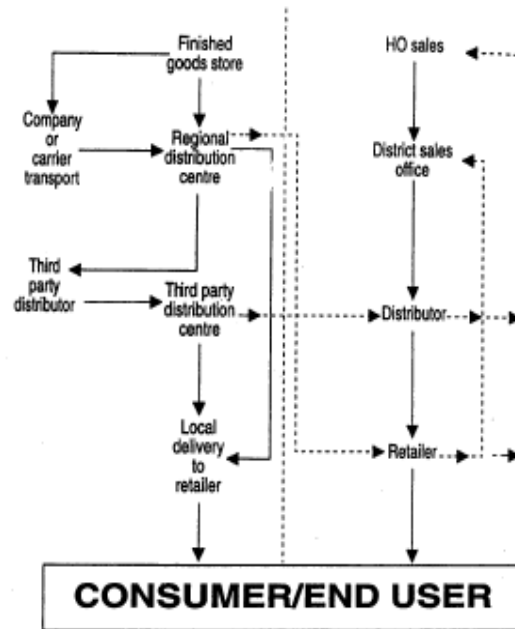 Finished
goods store
HO sales
Company
or
carrier
transport
Regional
distribution
centre
District sales
office
Third
party
distributor
Third party
distribution
centre
Distributor
Local
delivery
to
retailer
Retailer
CONSUMER/END USER